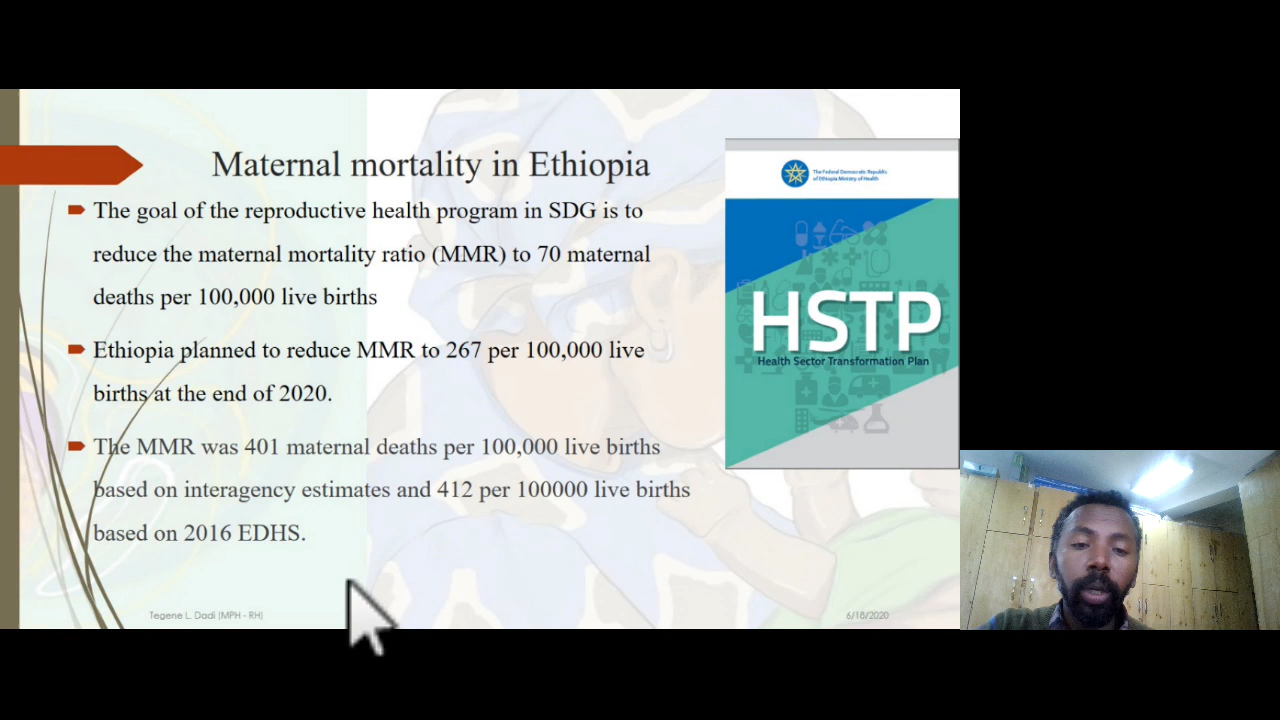 Maternal mortality in Ethiopia
The goal of the reproductive health program in SDG is to
reduce the maternal mortality ratio (MMR) to 70 maternal
deaths per 100,000 live births
Ethiopia planned to reduce MMR to 267 per 100,000 live
births at the end of 2020.
The MMR was 401 maternal deaths per 100,000 live births
based on interagency estimates and 412 per 100000 live births
based on 2016 EDHS.
The Federal Democratic Republic
of Ethiopia Ministry of Health
HSTP
Health Sector Transformation Plan
Tegene L. Dadi (MPH - RH)
6/18/2020